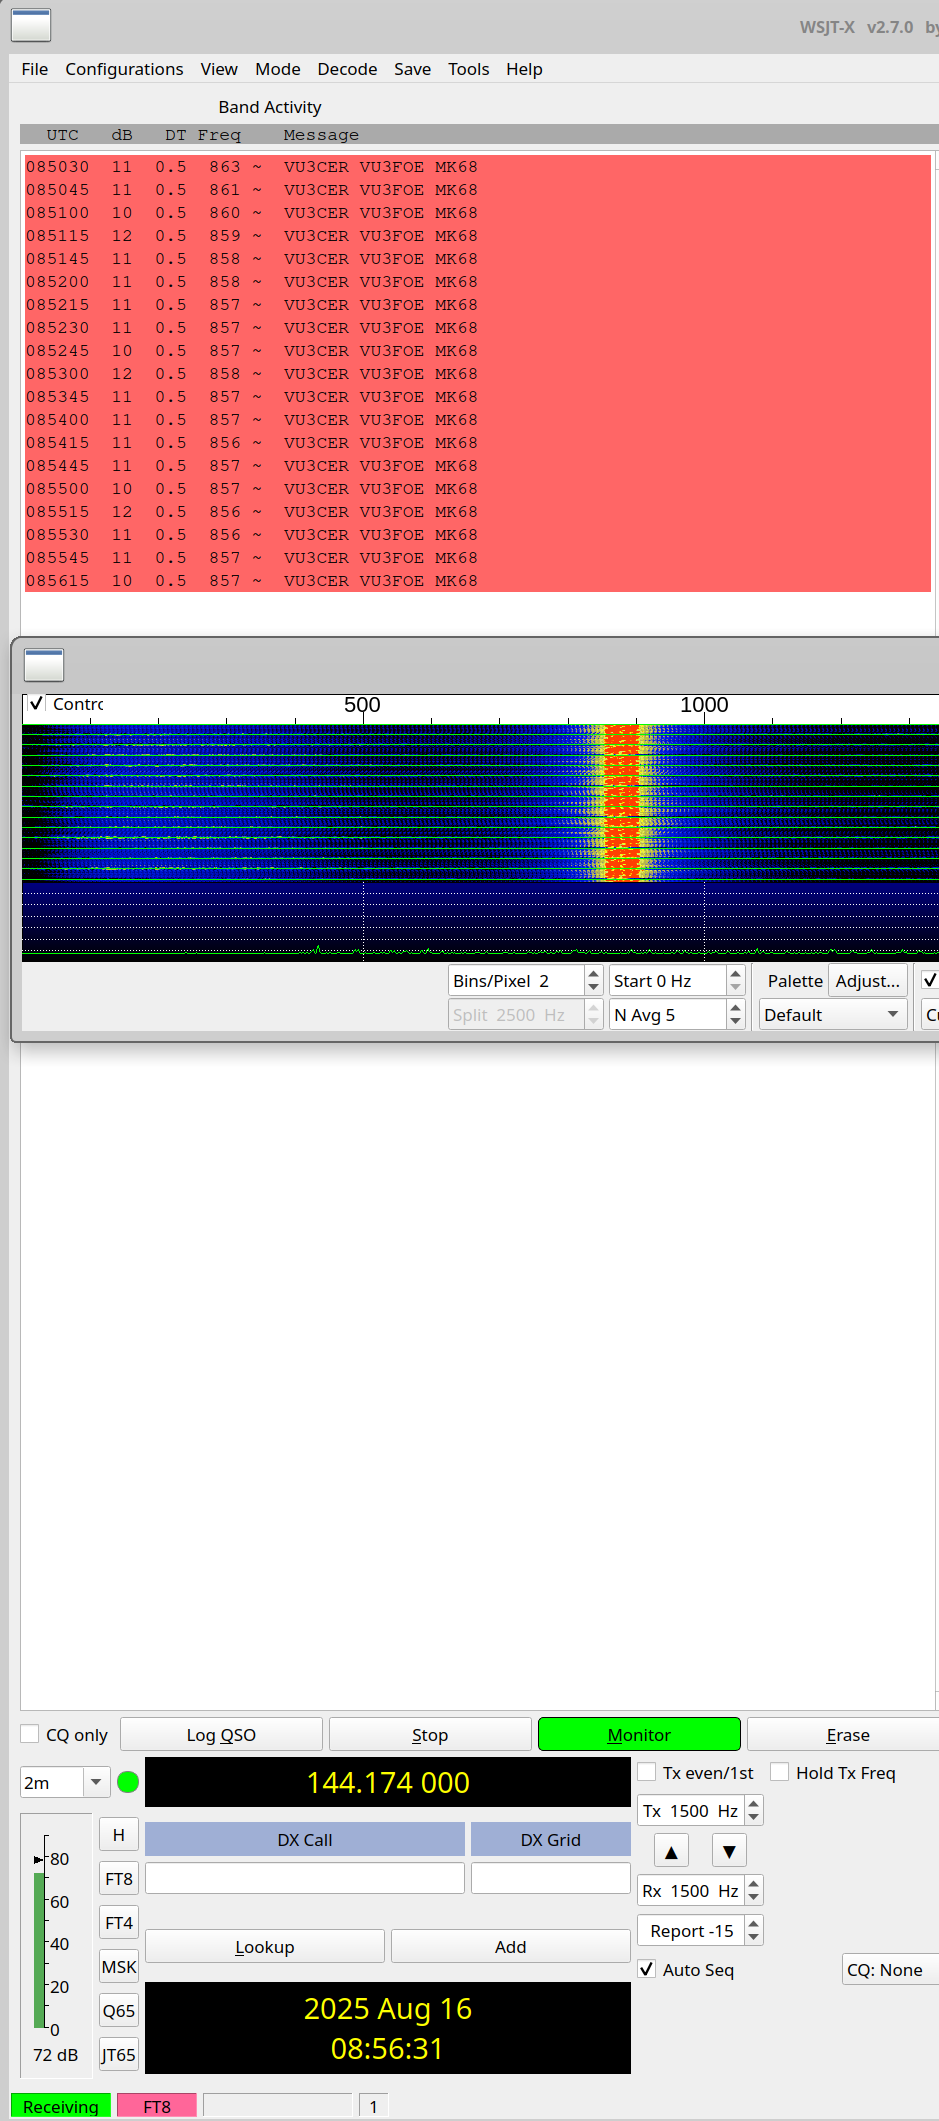 WSJT-X v2.7.0 by
File Configurations View Mode Decode Save Tools Help
Band Activity
UTC dB DT Freq Message
085030 11 0.5 863 ~ VU3CER VU3FOE MK68
085045 11 0.5 861 ~ VU3CER VU3FOE MK68
085100 10 0.5 860 ~ VU3CER VU3FOE MK68
085115 12 0.5 859 ~ VU3CER VU3FOE MK68
085145 11 0.5 858 ~ VU3CER VU3FOE MK68
085200 11 0.5 858 ~ VU3CER VU3FOE MK68
085215 11 0.5 857 ~ VU3CER VU3FOE MK68
085230 11 0.5 857 ~ VU3CER VU3FOE MK68
085245 10 0.5 857 ~ VU3CER VU3FOE MK68
085300 12 0.5 858 ~ VU3CER VU3FOE MK68
085345 11 0.5 857 ~ VU3CER VU3FOE MK68
085400 11 0.5 857 ~ VU3CER VU3FOE MK68
085415 11 0.5 856 ~ VU3CER VU3FOE MK68
085445 11 0.5 857 ~ VU3CER VU3FOE MK68
085500 10 0.5 857 ~ VU3CER VU3FOE MK68
085515 12 0.5 856 ~ VU3CER VU3FOE MK68
085530 11 0.5 856 ~ VU3CER VU3FOE MK68
085545 11 0.5 857 ~ VU3CER VU3FOE MK68
085615 10 0.5 857 ~ VU3CER VU3FOE MK68
Contro 500 1000
Bins/Pixel 2 Start 0 Hz Palette Adjust...
Split 2500 Hz N Avg 5 Default Cu
CQ only Log QSO Stop Monitor Erase
2m 144.174 000 Tx even/1st Hold Tx Freq
Tx 1500 Hz
H DX Call DX Grid
▲ ▼
80 FT8 Rx 1500 Hz
60
FT4 Report -15
40 Lookup Add
MSK Auto Seq CQ: None
20
Q65 2025 Aug 16
0 08:56:31
72 dB JT65
Receiving FT8 1